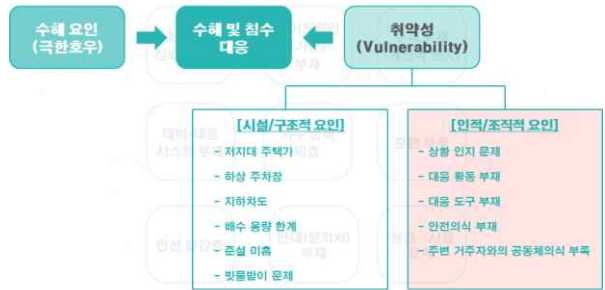 수해 요인
(극한호우)
수해 및 침수
대응
취약성
(Vulnerability)
[시설/구조적 요인]
- 저지대 주택가
- 하상 주차장
- 지하차도
- 배수 용량 한계
- 준설 미흡
- 빗물받이 문제
[인적/조직적 요인]
- 상황 인지 문제
- 대응 활동 부재
- 대응 도구 부재
- 안전의식 부재
- 주변 거주자와의 공동체의식 부족